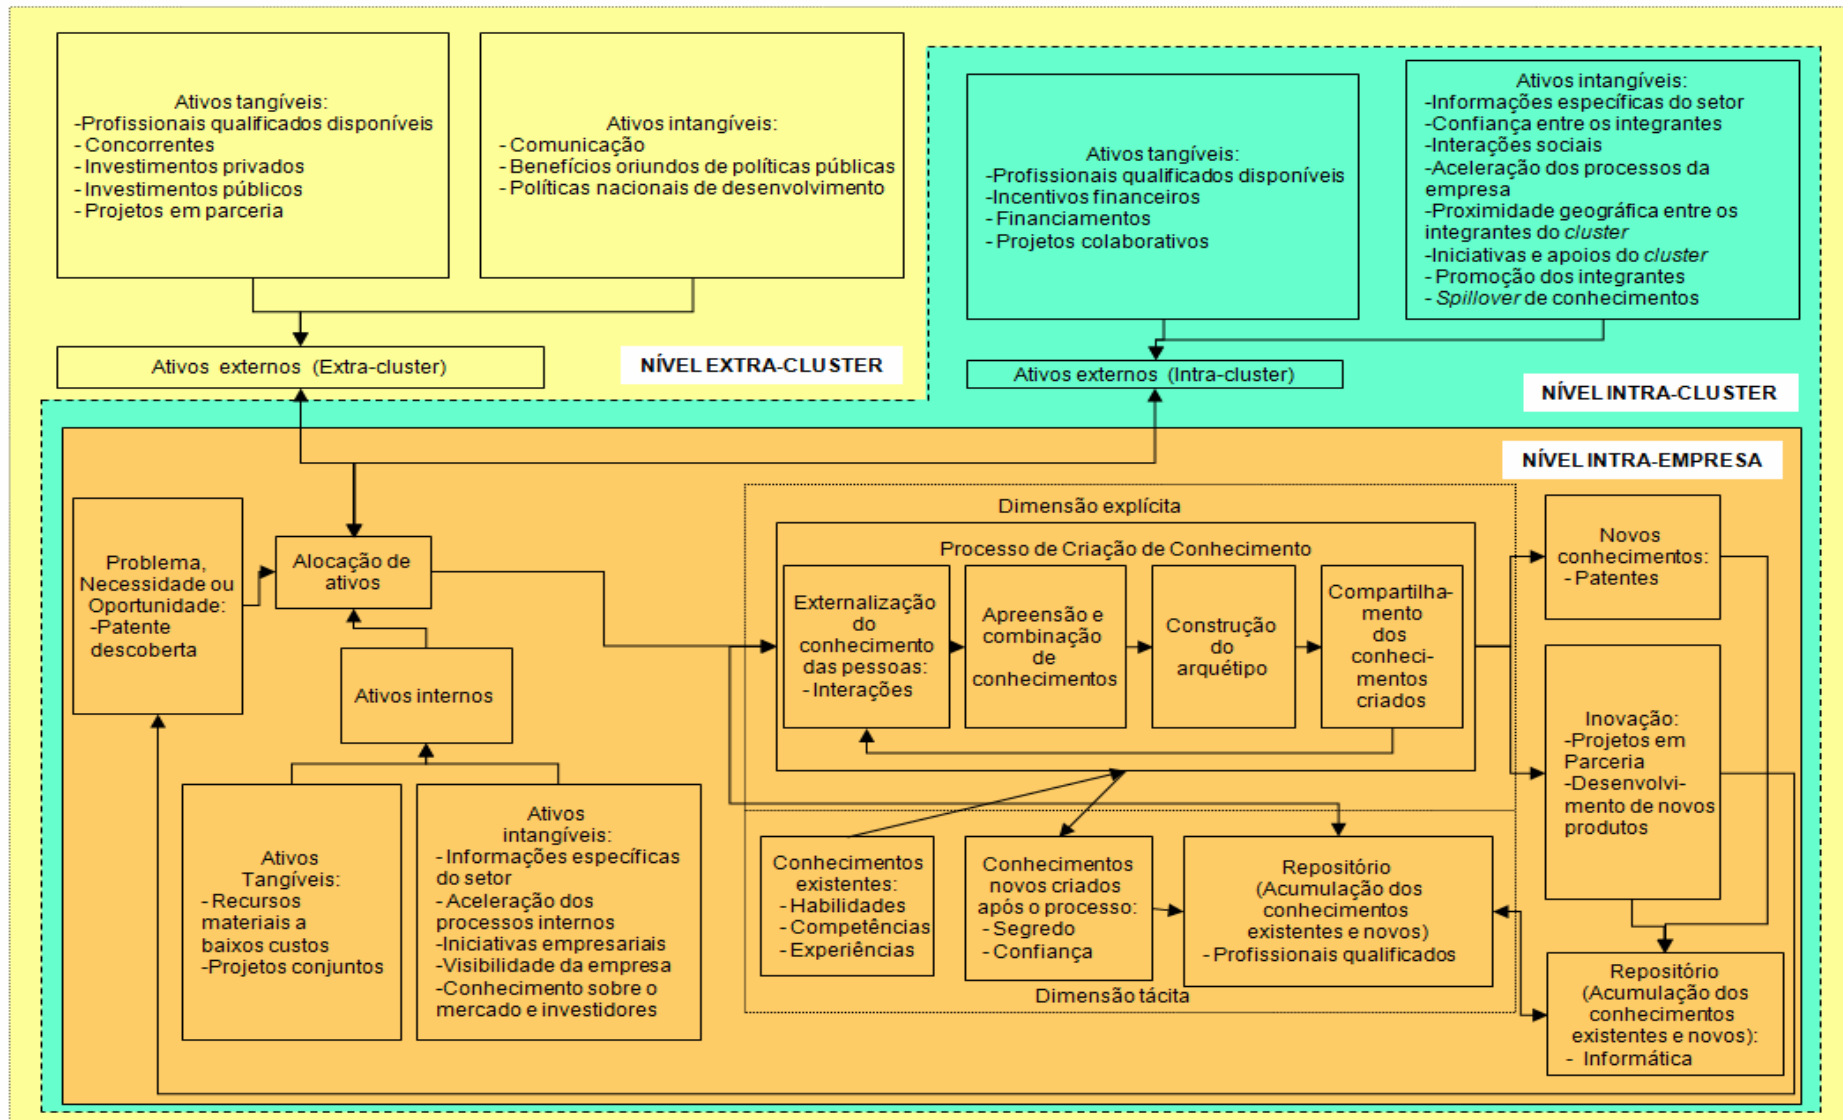 Ativos tangíveis:
-Profissionais qualificados disponíveis
- Concorrentes
- Investimentos privados
- Investimentos públicos
- Projetos em parceria
Ativos intangíveis:
- Comunicação
- Benefícios oriundos de políticas públicas
- Políticas nacionais de desenvolvimento
Ativos tangíveis:
-Profissionais qualificados disponíveis
-Incentivos financeiros
- Financiamentos
- Projetos colaborativos
Ativos intangíveis:
-Informações específicas do setor
-Confiança entre os integrantes
-Interações sociais
-Aceleração dos processos da
empresa
-Proximidade geográfica entre os
integrantes do cluster
-Iniciativas e apoios do cluster
- Promoção dos integrantes
- Spillover de conhecimentos
Ativos externos (Extra-cluster)
NÍVEL EXTRA-CLUSTER
Ativos externos (Intra-cluster)
NÍVEL INTRA-CLUSTER
NÍVEL INTRA-EMPRESA
Problema,
Necessidade ou
Oportunidade:
-Patente
descoberta
Alocação de
ativos
Ativos internos
Ativos
Tangíveis:
- Recursos
materiais a
baixos custos
-Projetos conjuntos
Ativos
intangíveis:
- Informações específicas
do setor
- Aceleração dos
processos internos
-Iniciativas empresariais
- Visibilidade da empresa
-Conhecimento sobre o
mercado e investidores
Dimensão explícita
Processo de Criação de Conhecimento
Externalização
do
conhecimento
das pessoas:
- Interações
Apreensão e
combinação
de
conhecimentos
Construção
do
arquétipo
Compartilha-
mento
dos
conheci-
mentos
criados
Conhecimentos
existentes:
- Habilidades
- Competências
- Experiências
Conhecimentos
novos criados
após o processo:
- Segredo
- Confiança
Repositório
(Acumulação dos
conhecimentos
existentes e novos)
- Profissionais qualificados
Dimensão tácita
Novos
conhecimentos:
- Patentes
Inovação:
-Projetos em
Parceria
-Desenvolvi-
mento de novos
produtos
Repositório
(Acumulação dos
conhecimentos
existentes e novos):
- Informática